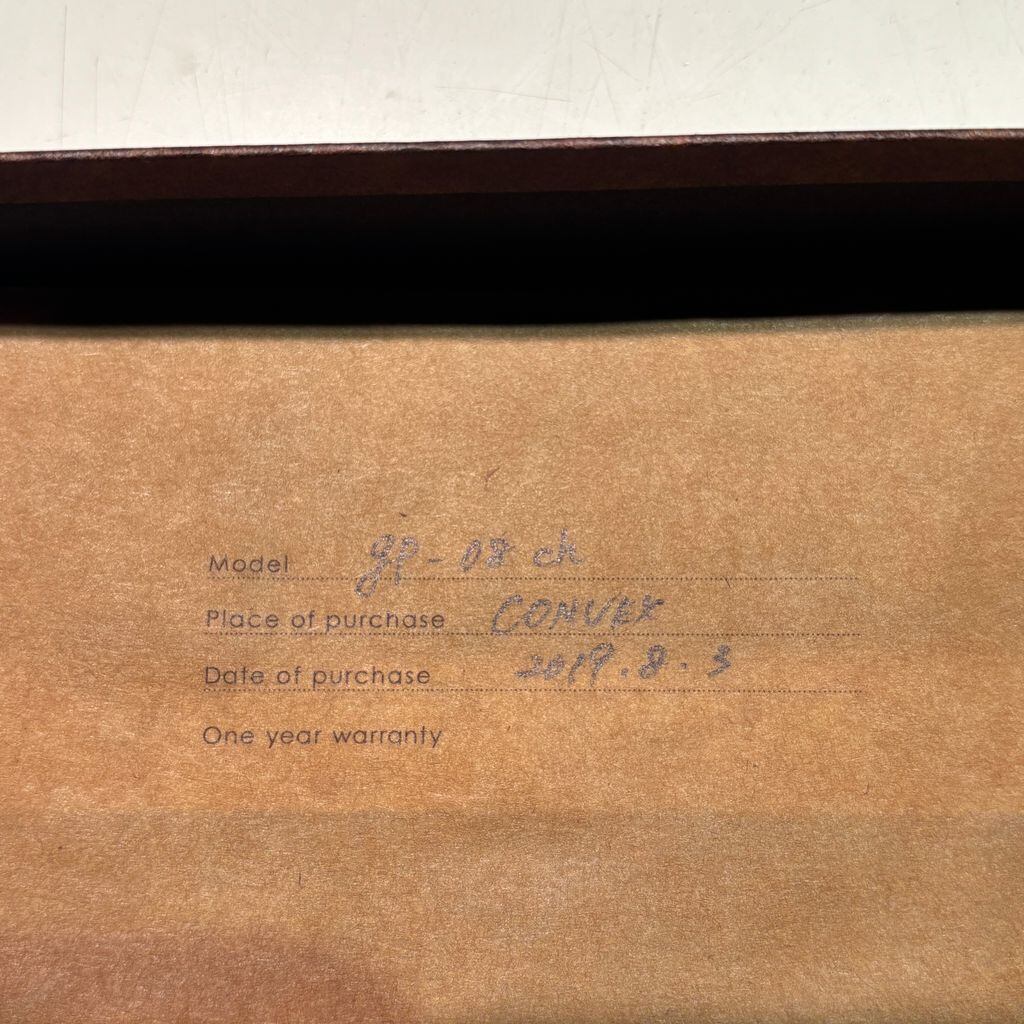 Model gp-08 ch
Place of purchase CONVEX
Date of purchase 2019.8.3
One year warranty